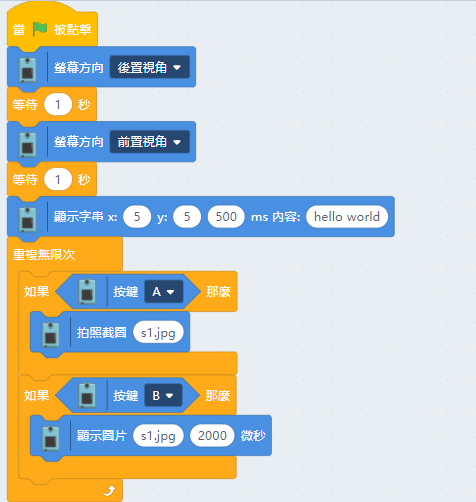 當 被點擊
螢幕方向 後置視角
等待 1 秒
螢幕方向 前置視角
等待 1 秒
顯示字串 x: 5 y: 5 500 ms 內容: hello world
重複無限次
如果 按鍵 A 那麼
拍照截圖 s1.jpg
如果 按鍵 B 那麼
顯示圖片 s1.jpg 2000 微秒